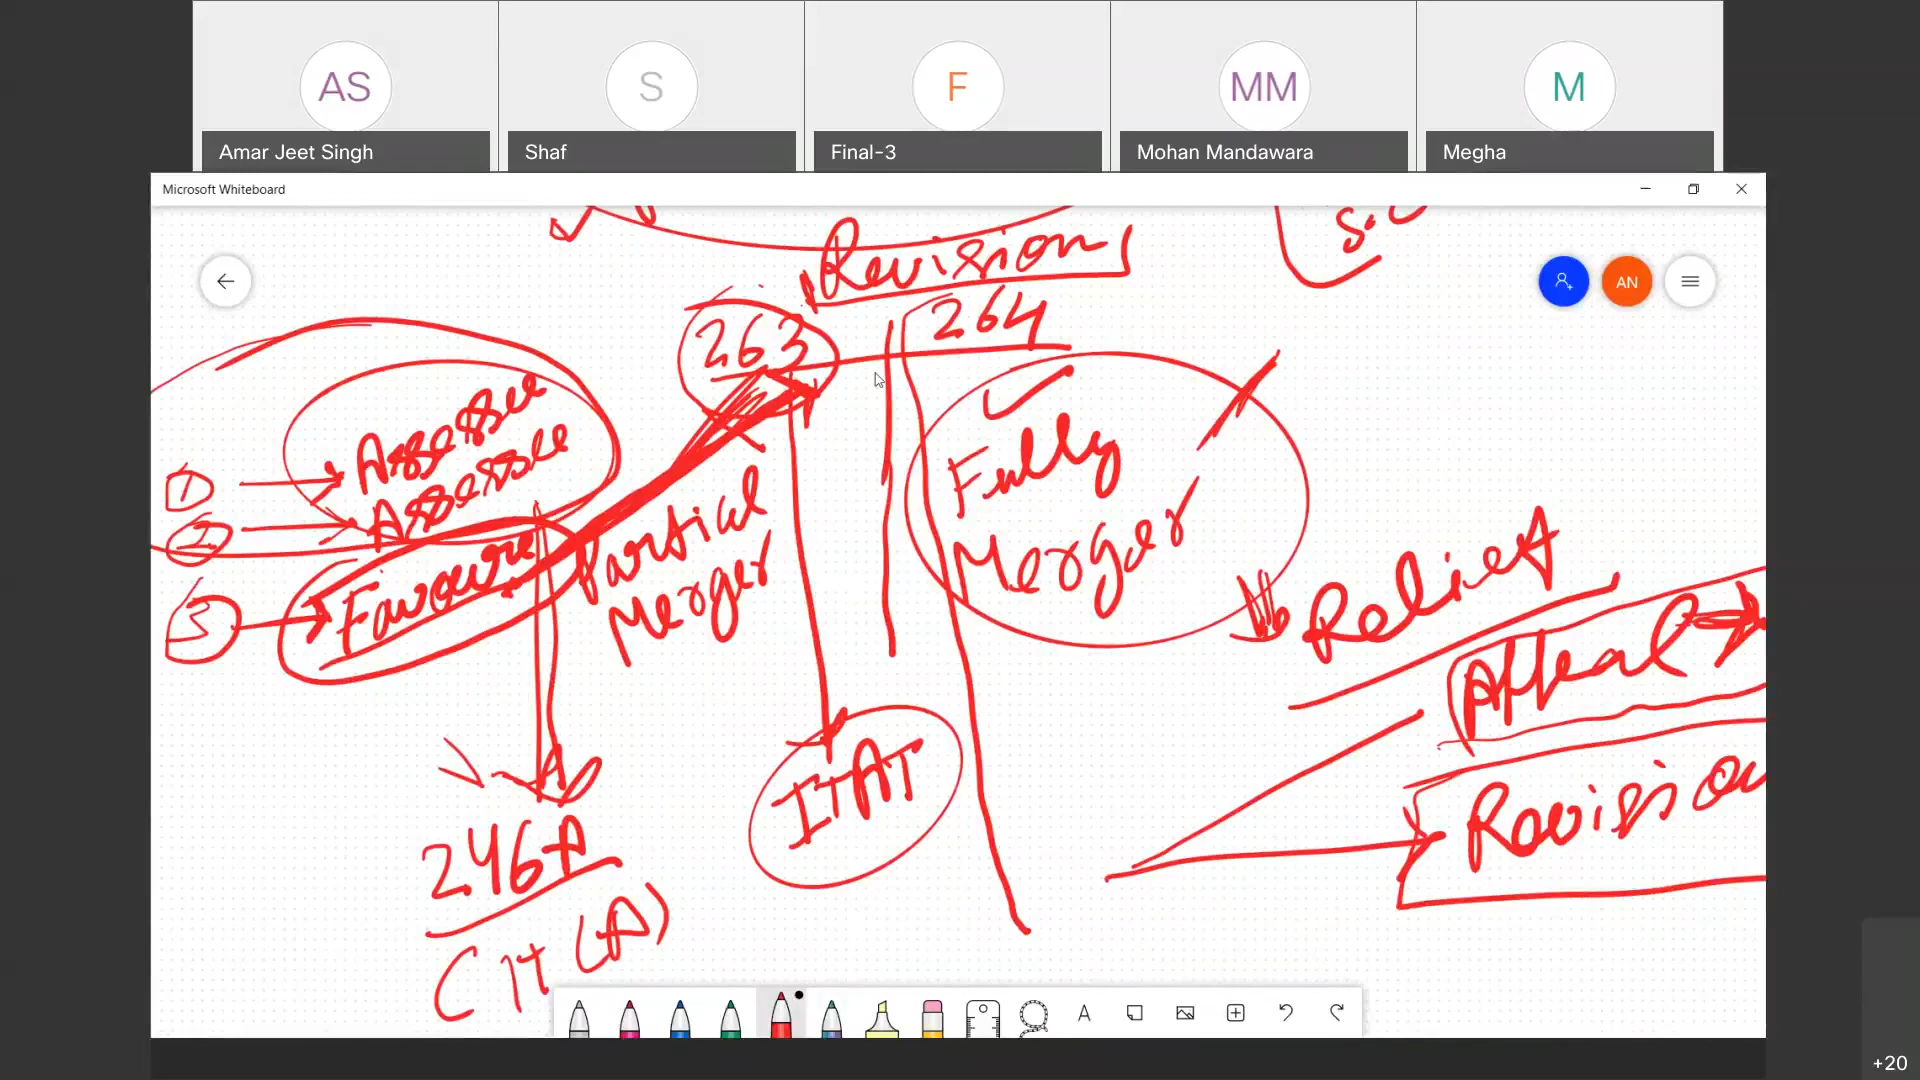 AS
S
F
MM
M
Amar Jeet Singh
Shaf
Final-3
Mohan Mandawara
Megha
Microsoft Whiteboard
S.C
Revision
AN
263
264
① → Assessee
② → Assessee
③ → Favour
Partial
Merger
Fully
Merger
Relief
Appeal →
Revision
ITAT
246A
CIT (A)
A
+20